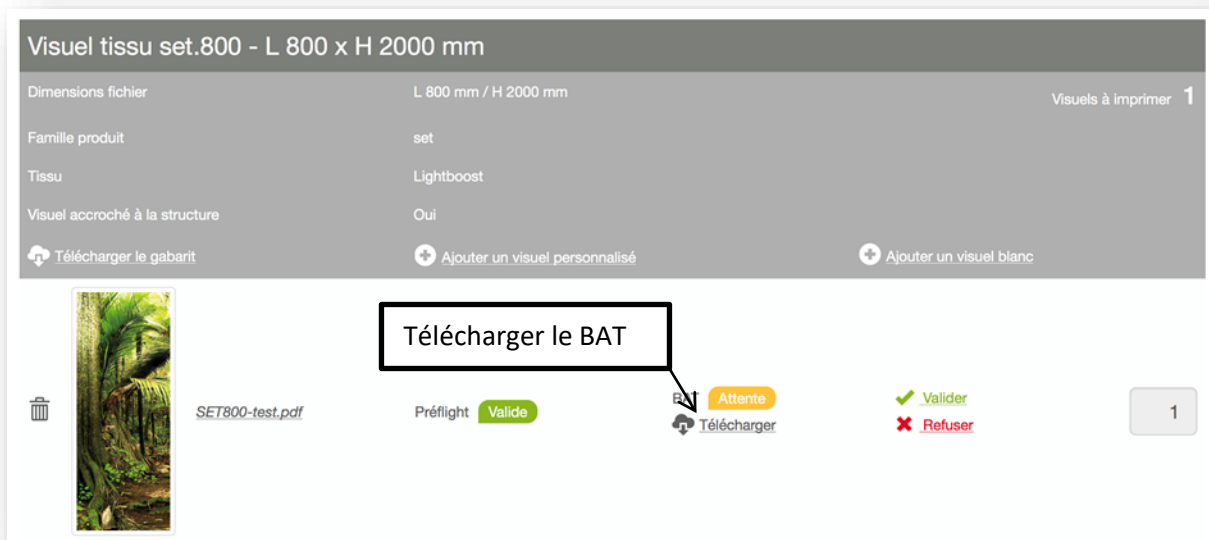 Visuel tissu set.800 - L 800 x H 2000 mm
Dimensions fichier L 800 mm / H 2000 mm Visuels à imprimer 1
Famille produit set
Tissu Lightboost
Visuel accroché à la structure Oui
Télécharger le gabarit Ajouter un visuel personnalisé Ajouter un visuel blanc
Télécharger le BAT
SET800-test.pdf Préflight Valide BAT Attente Valider 1
Télécharger Refuser